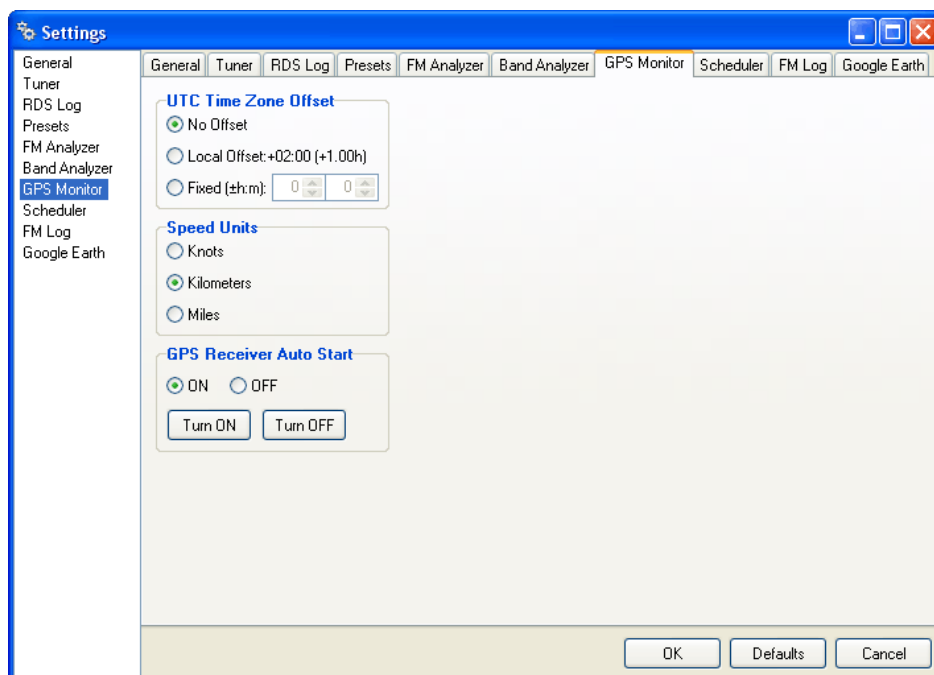 Settings
General
Tuner
RDS Log
Presets
FM Analyzer
Band Analyzer
GPS Monitor
Scheduler
FM Log
Google Earth
General Tuner RDS Log Presets FM Analyzer Band Analyzer GPS Monitor Scheduler FM Log Google Earth
UTC Time Zone Offset
No Offset
Local Offset:+02:00 (+1.00h)
Fixed (±h:m): 0 0
Speed Units
Knots
Kilometers
Miles
GPS Receiver Auto Start
ON OFF
Turn ON Turn OFF
OK Defaults Cancel